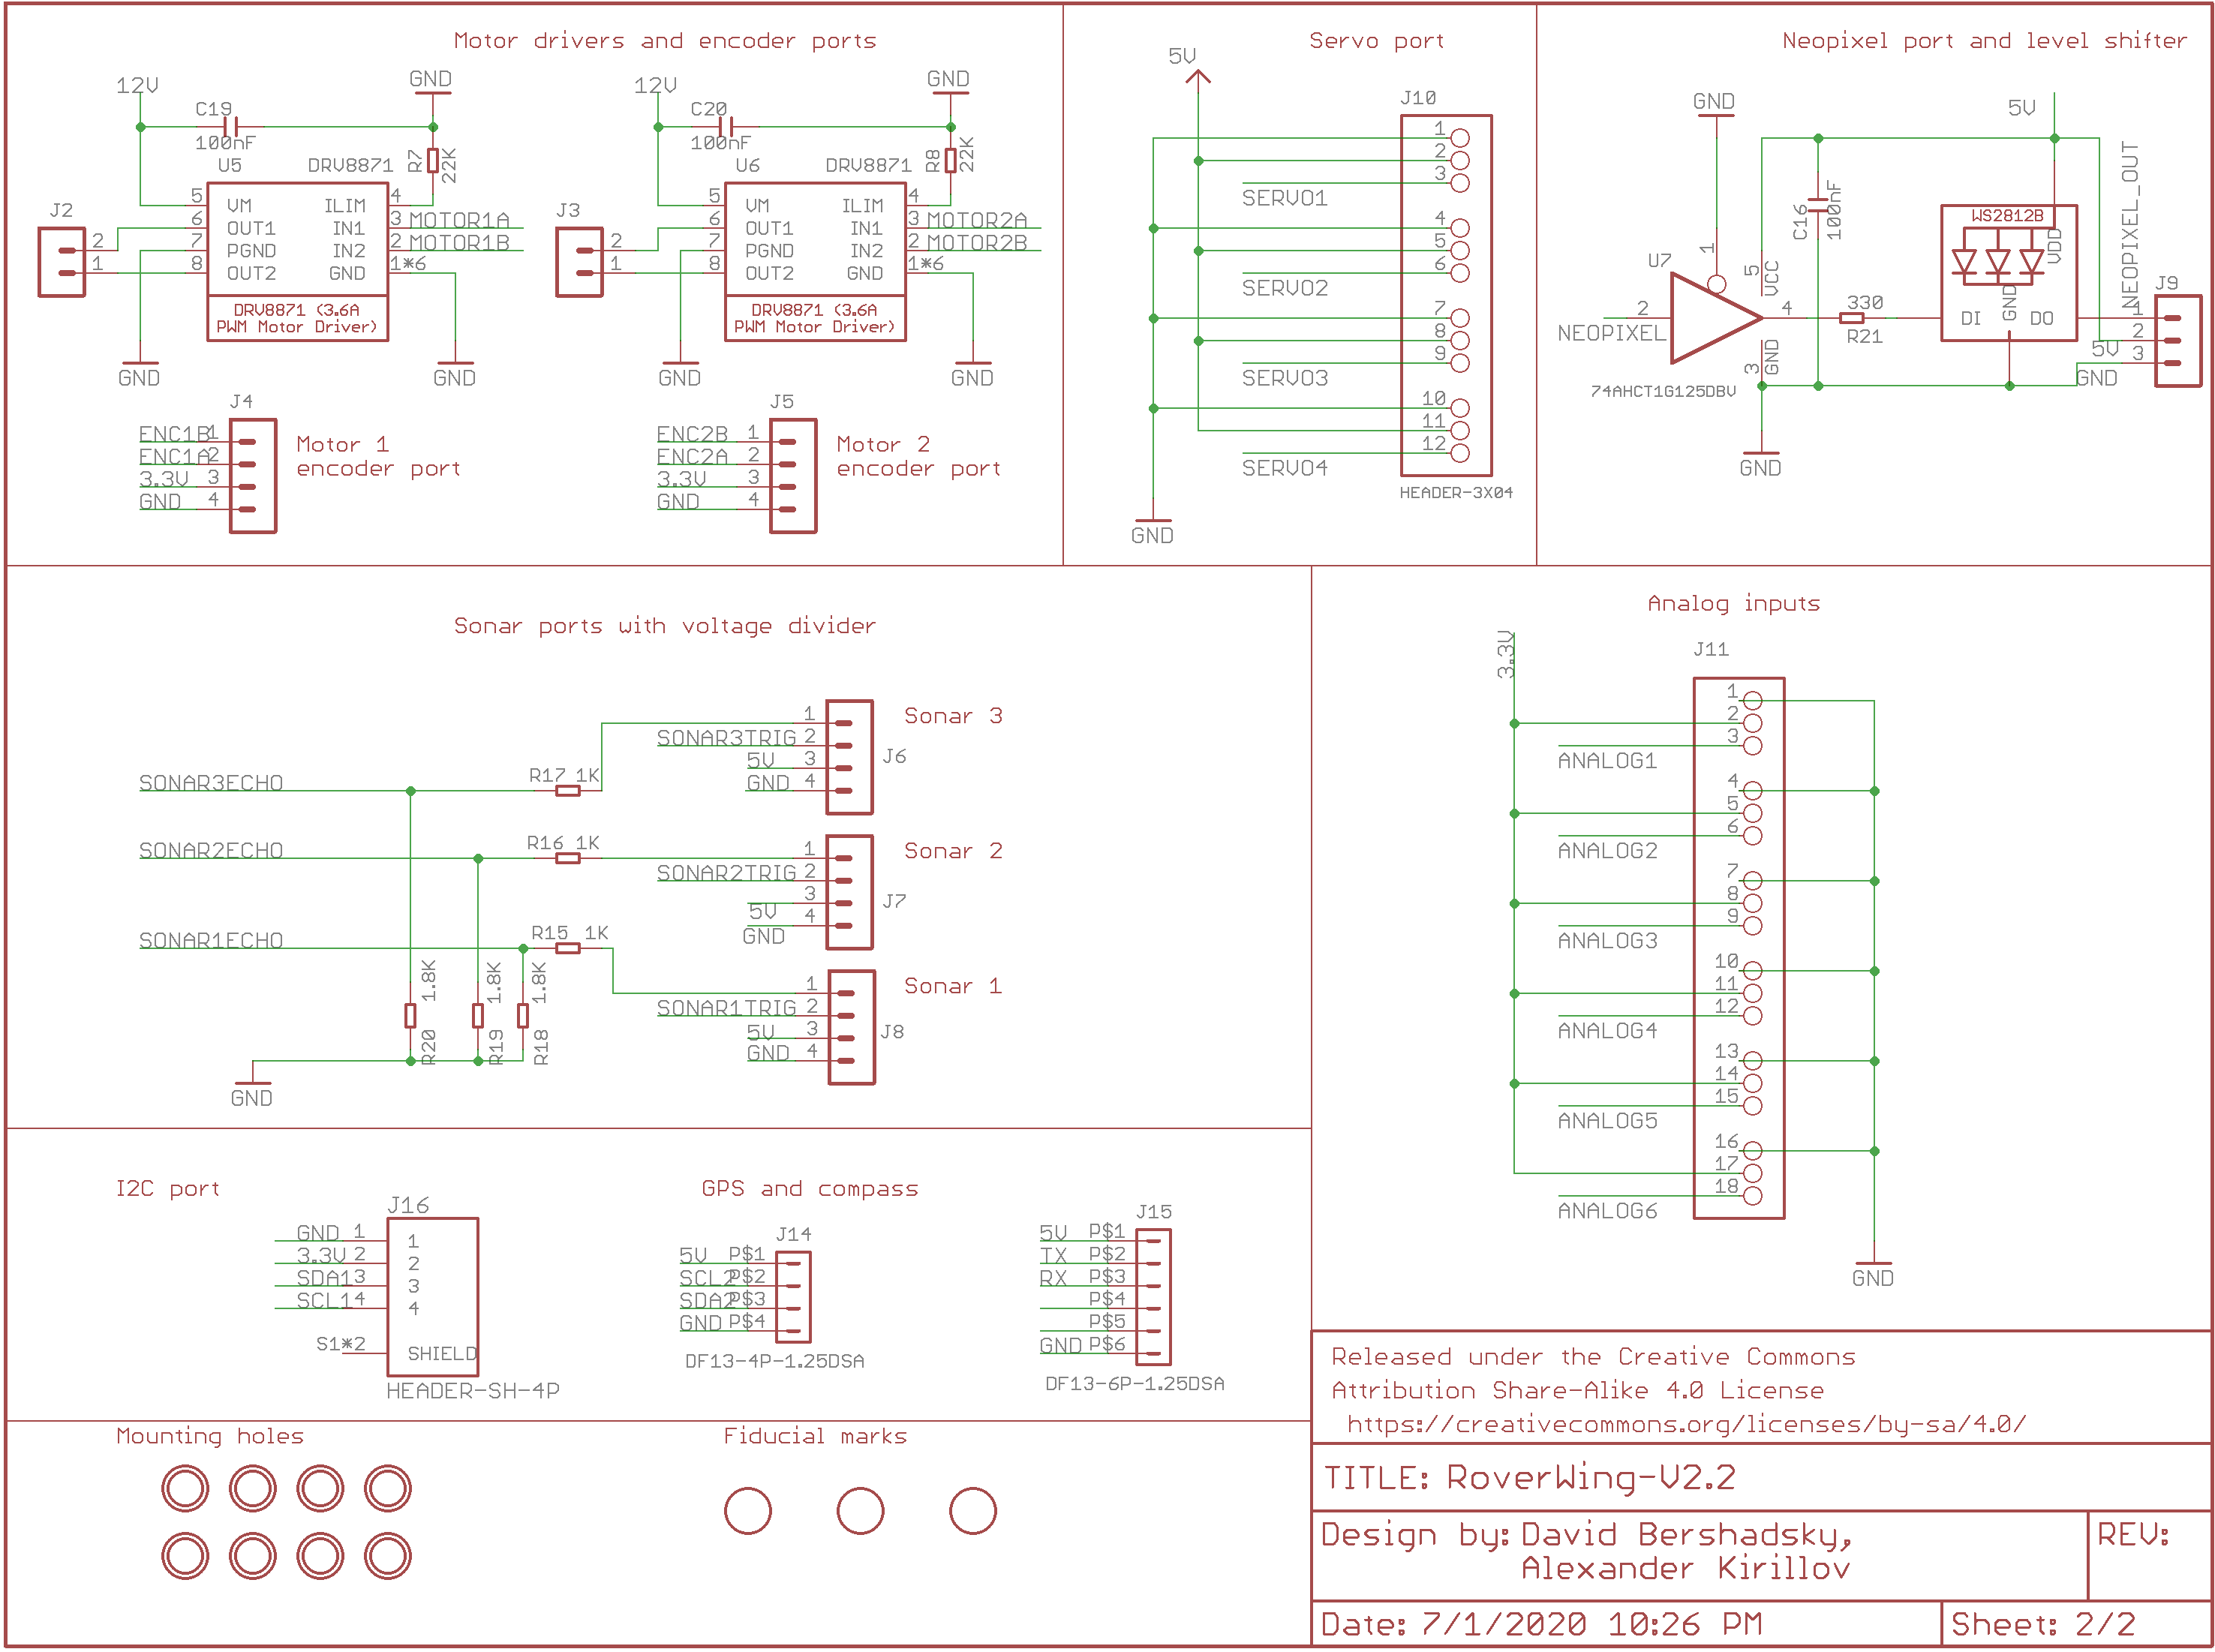 Motor drivers and encoder ports
12V
GND
C19
100nF
R7
22K
U5
DRV8871
5
VM
ILIM
4
6
OUT1
IN1
3
MOTOR1A
7
PGND
IN2
2
MOTOR1B
8
OUT2
GND
1*6
DRV8871 (3.6A
PWM Motor Driver)
J2
2
1
GND
GND
12V
GND
C20
100nF
R8
22K
U6
DRV8871
5
VM
ILIM
4
6
OUT1
IN1
3
MOTOR2A
7
PGND
IN2
2
MOTOR2B
8
OUT2
GND
1*6
DRV8871 (3.6A
PWM Motor Driver)
J3
2
1
GND
GND
J4
ENC1B 1
ENC1A 2
3.3V 3
GND 4
Motor 1
encoder port
J5
ENC2B 1
ENC2A 2
3.3V 3
GND 4
Motor 2
encoder port
Servo port
5V
J10
1
2
3
SERVO1
4
5
6
SERVO2
7
8
9
SERVO3
10
11
12
SERVO4
HEADER-3X04
GND
Neopixel port and level shifter
GND
5V
1
C16
100nF
U7
5
VCC
2
NEOPIXEL
4
330
R21
3
GND
74AHCT1G125DBV
GND
WS2812B
VDD
GND
DI
DO
NEOPIXEL_OUT
J9
1
2
5V
3
GND
Sonar ports with voltage divider
SONAR3ECHO
R17 1K
1
SONAR3TRIG 2
5V 3
GND 4
Sonar 3
J6
SONAR2ECHO
R16 1K
1
SONAR2TRIG 2
3
5V
4
GND
Sonar 2
J7
SONAR1ECHO
R15 1K
1
SONAR1TRIG 2
5V 3
GND 4
Sonar 1
J8
1.8K
R20
1.8K
R19
1.8K
R18
GND
Analog inputs
3.3V
J11
1
2
3
ANALOG1
4
5
6
ANALOG2
7
8
9
ANALOG3
10
11
12
ANALOG4
13
14
15
ANALOG5
16
17
18
ANALOG6
GND
I2C port
J16
GND 1 1
3.3V 2 2
SDA1 3 3
SCL1 4 4
S1*2 SHIELD
HEADER-SH-4P
GPS and compass
J14
5V P$1
SCL2 P$2
SDA2 P$3
GND P$4
DF13-4P-1.25DSA
J15
5V P$1
TX P$2
RX P$3
P$4
P$5
GND P$6
DF13-6P-1.25DSA
Mounting holes
Fiducial marks
Released under the Creative Commons
Attribution Share-Alike 4.0 License
https://creativecommons.org/licenses/by-sa/4.0/
TITLE: RoverWing-V2.2
Design by: David Bershadsky,
Alexander Kirillov
REV:
Date: 7/1/2020 10:26 PM
Sheet: 2/2